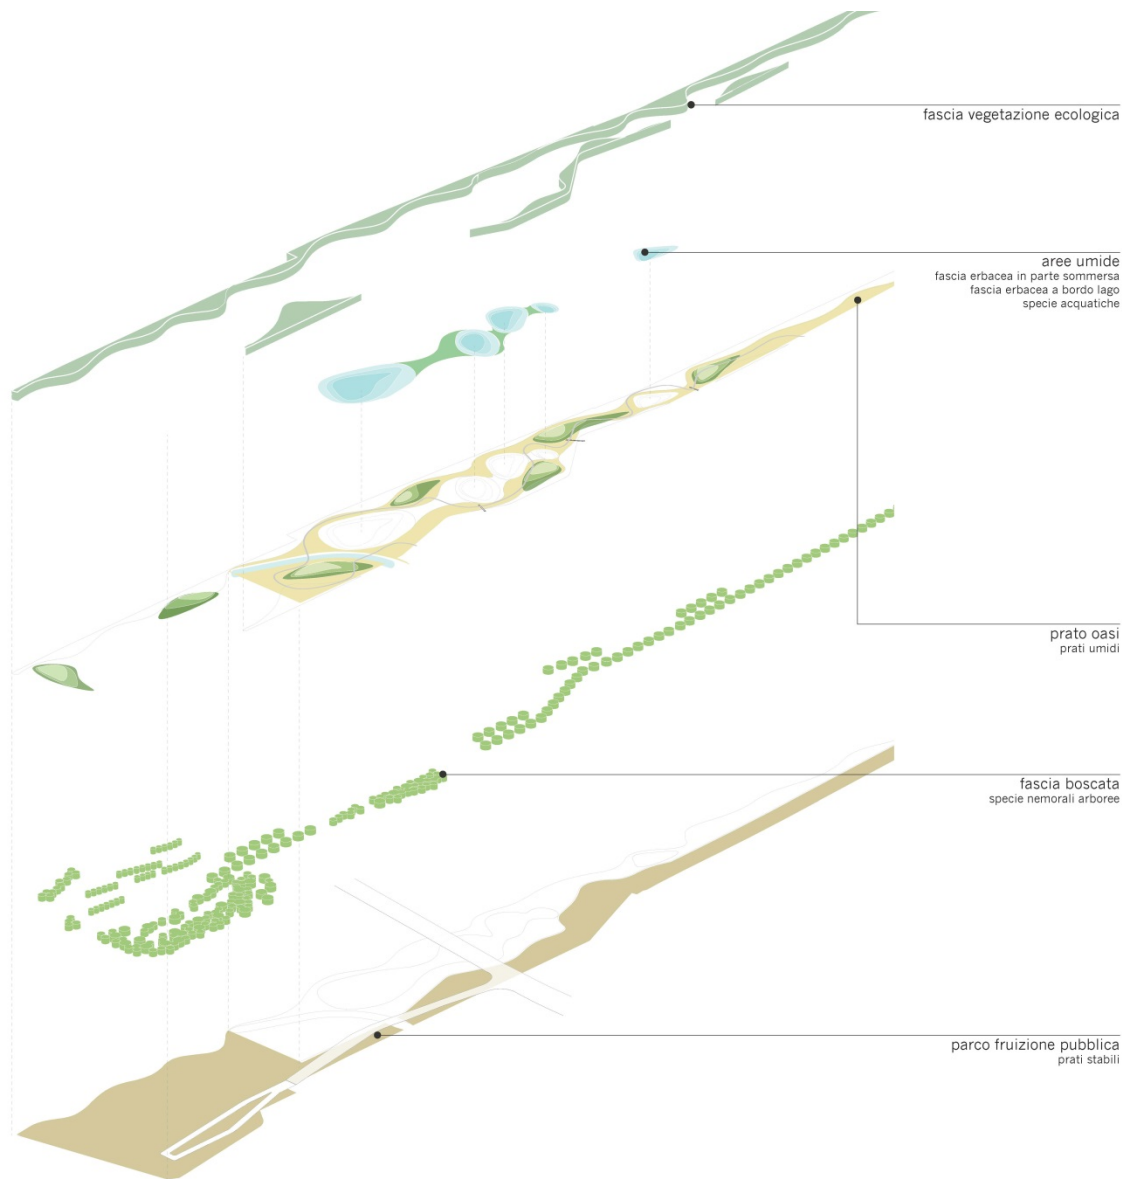 fascia vegetazione ecologica
aree umide
fascia erbacea in parte sommersa
fascia erbacea a bordo lago
specie acquatiche
prato oasi
prati umidi
fascia boscata
specie nemorali arboree
parco fruizione pubblica
prati stabili